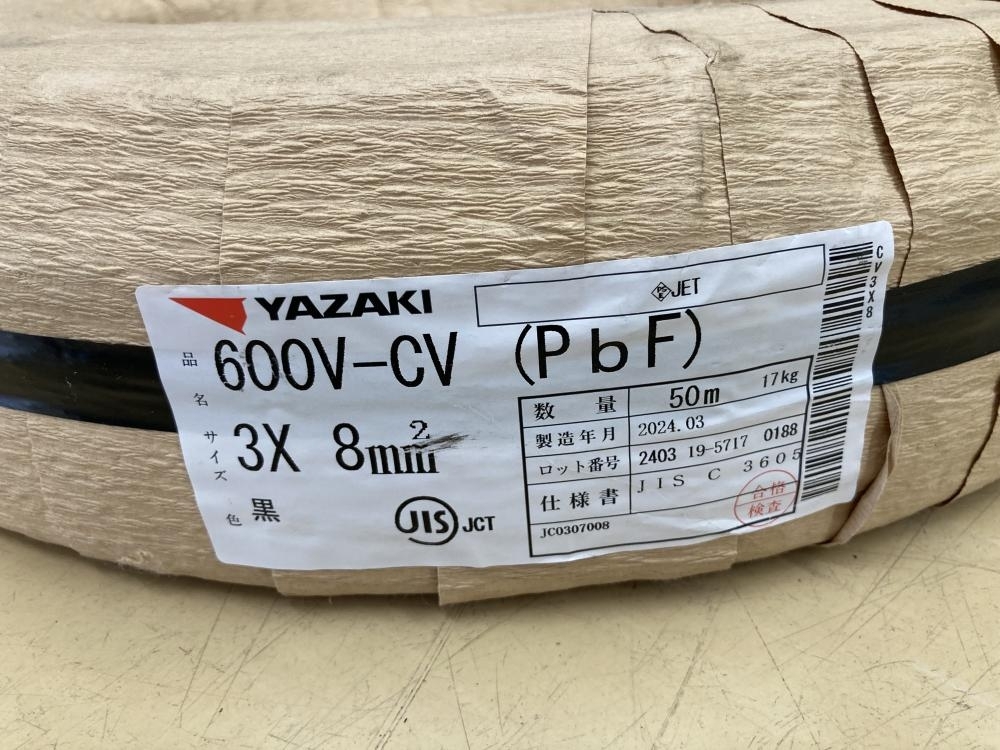 YAZAKI
PSE JET
品名 600V-CV (PbF)
サイズ 3X 8mm²
色 黒
JIS JCT
数量 50m 17kg
製造年月 2024.03
ロット番号 2403 19-5717 0188
仕様書 JIS C 3605
JC0307008
合格
検査
CV3X8